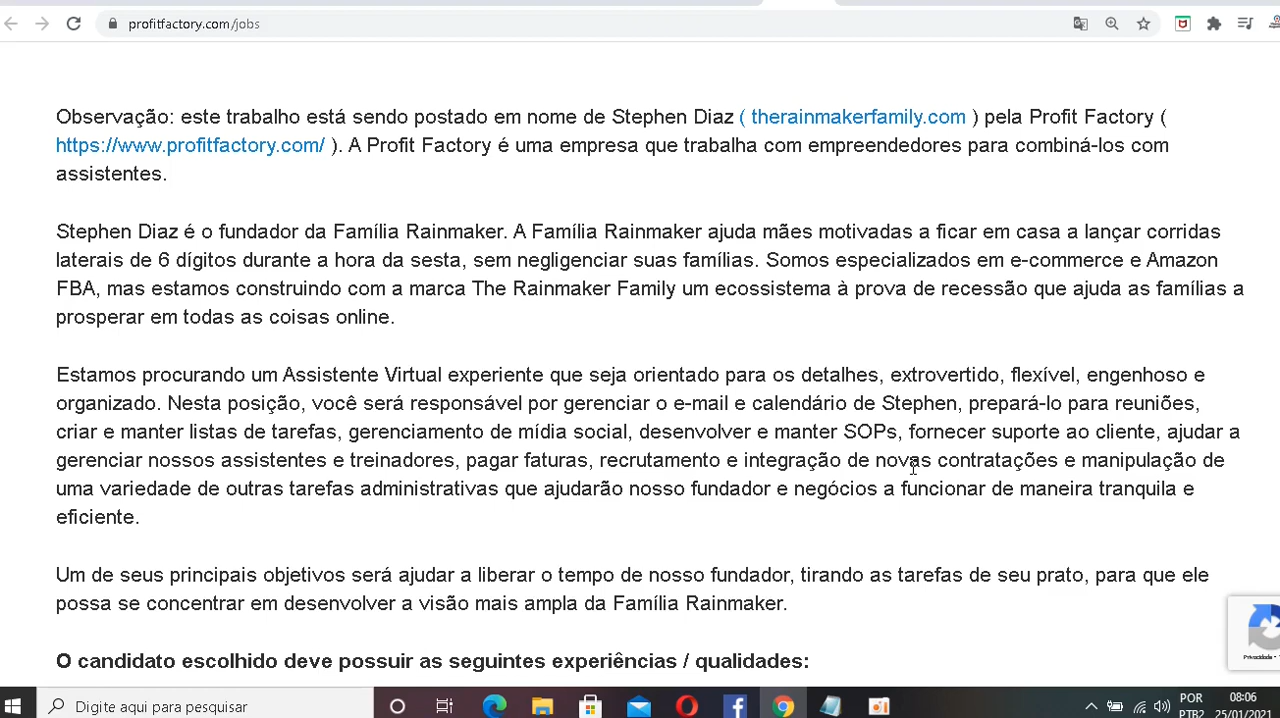 profitfactory.com/jobs
Observação: este trabalho está sendo postado em nome de Stephen Diaz ( therainmakerfamily.com ) pela Profit Factory (
https://www.profitfactory.com/ ). A Profit Factory é uma empresa que trabalha com empreendedores para combiná-los com
assistentes.
Stephen Diaz é o fundador da Família Rainmaker. A Família Rainmaker ajuda mães motivadas a ficar em casa a lançar corridas
laterais de 6 dígitos durante a hora da sesta, sem negligenciar suas famílias. Somos especializados em e-commerce e Amazon
FBA, mas estamos construindo com a marca The Rainmaker Family um ecossistema à prova de recessão que ajuda as famílias a
prosperar em todas as coisas online.
Estamos procurando um Assistente Virtual experiente que seja orientado para os detalhes, extrovertido, flexível, engenhoso e
organizado. Nesta posição, você será responsável por gerenciar o e-mail e calendário de Stephen, prepará-lo para reuniões,
criar e manter listas de tarefas, gerenciamento de mídia social, desenvolver e manter SOPs, fornecer suporte ao cliente, ajudar a
gerenciar nossos assistentes e treinadores, pagar faturas, recrutamento e integração de novas contratações e manipulação de
uma variedade de outras tarefas administrativas que ajudarão nosso fundador e negócios a funcionar de maneira tranquila e
eficiente.
Um de seus principais objetivos será ajudar a liberar o tempo de nosso fundador, tirando as tarefas de seu prato, para que ele
possa se concentrar em desenvolver a visão mais ampla da Família Rainmaker.
Privacidade -
O candidato escolhido deve possuir as seguintes experiências / qualidades:
Digite aqui para pesquisar
POR
PTB2
08:06
25/01/2021